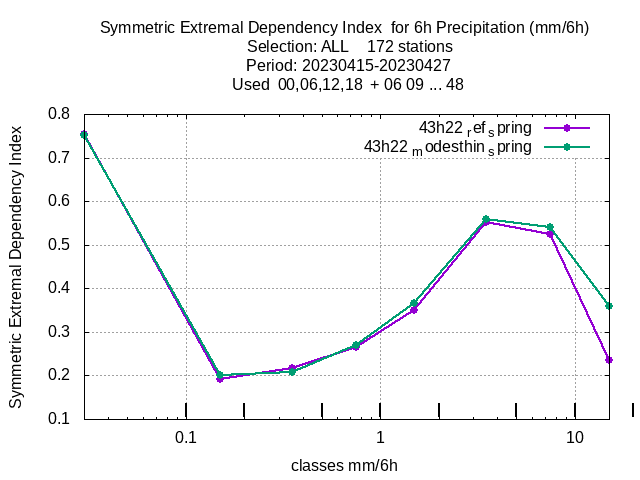 Symmetric Extremal Dependency Index for 6h Precipitation (mm/6h)
Selection: ALL 172 stations
Period: 20230415-20230427
Used 00,06,12,18 + 06 09 ... 48
43h22 ref spring
43h22 modesthin spring
Symmetric Extremal Dependency Index
0.8
0.7
0.6
0.5
0.4
0.3
0.2
0.1
0.1 1 10
classes mm/6h